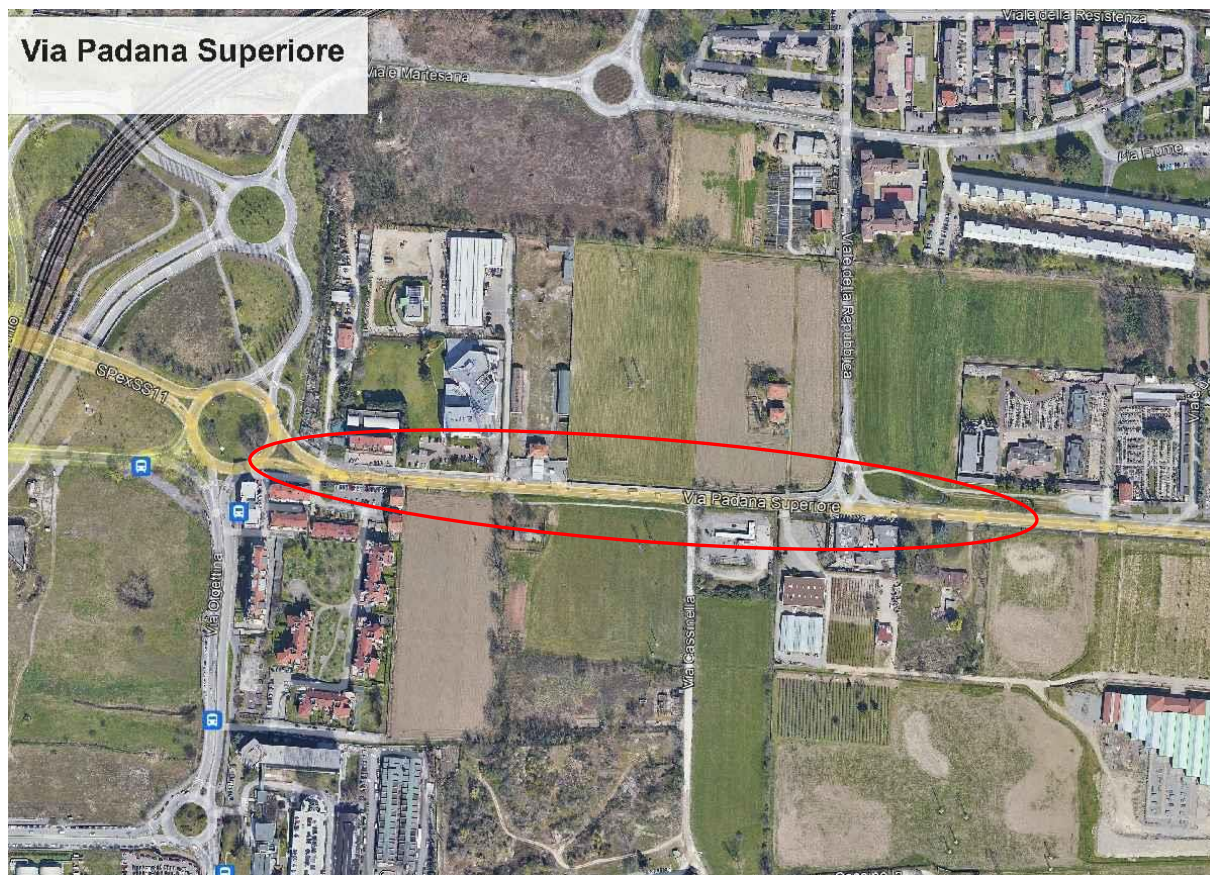 Via Padana Superiore
Viale della Resistenza
Viale Martesana
Via Fiume
Viale della Repubblica
SPexSS11
Via Padana Superiore
Via Olgettina
Via Cassinella